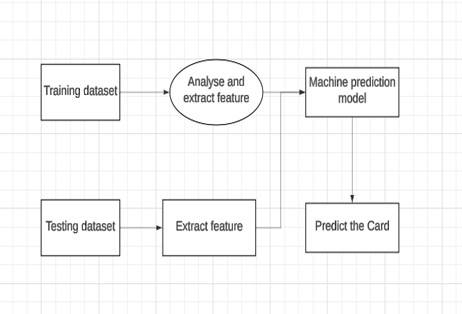 Training dataset
Analyse and
extract feature
Machine prediction
model
Testing dataset
Extract feature
Predict the Card